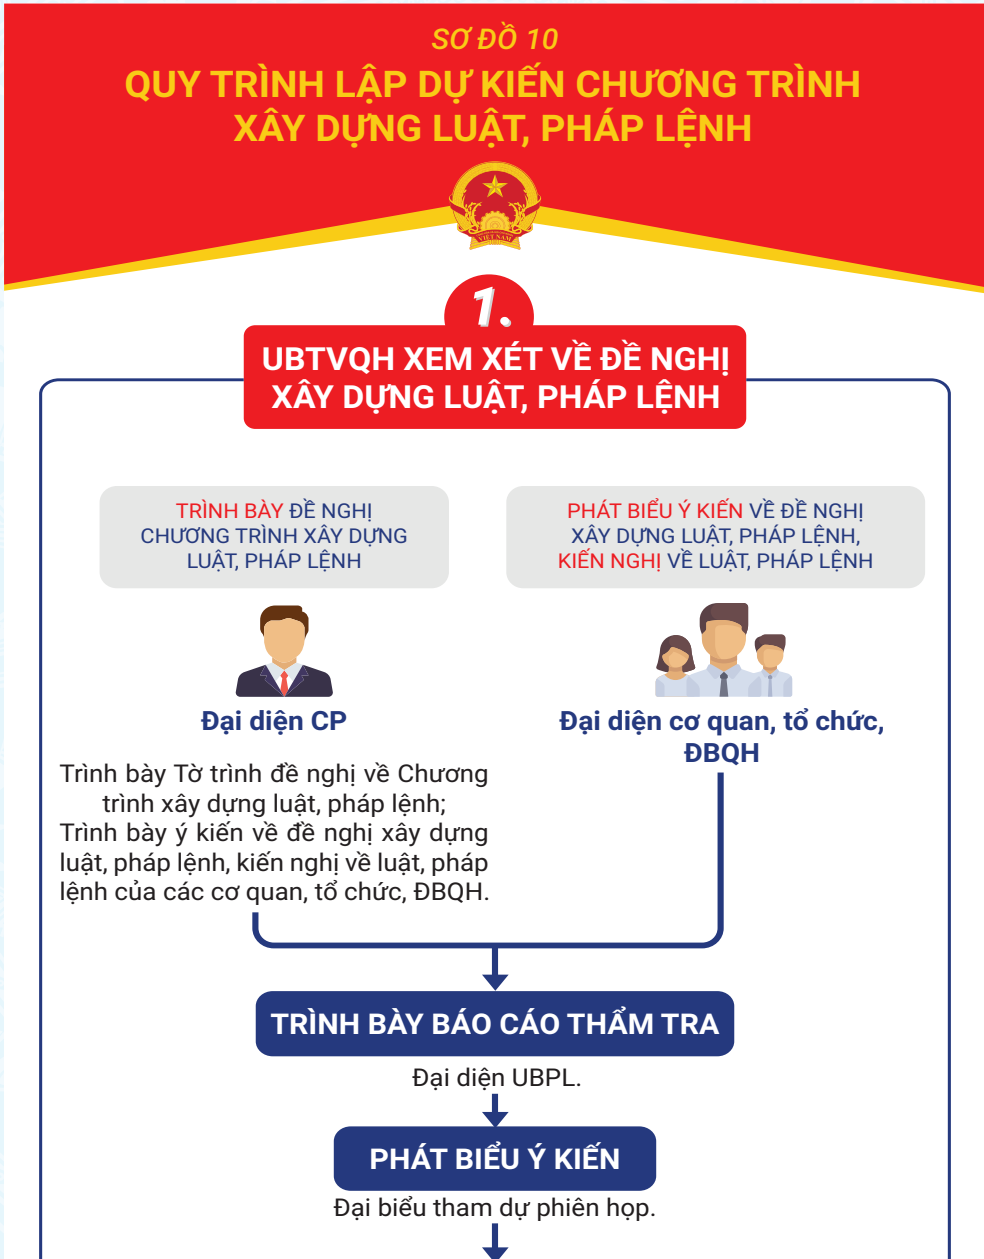 SƠ ĐỒ 10
QUY TRÌNH LẬP DỰ KIẾN CHƯƠNG TRÌNH
XÂY DỰNG LUẬT, PHÁP LỆNH
VIỆT NAM
1.
UBTVQH XEM XÉT VỀ ĐỀ NGHỊ
XÂY DỰNG LUẬT, PHÁP LỆNH
TRÌNH BÀY ĐỀ NGHỊ
CHƯƠNG TRÌNH XÂY DỰNG
LUẬT, PHÁP LỆNH
PHÁT BIỂU Ý KIẾN VỀ ĐỀ NGHỊ
XÂY DỰNG LUẬT, PHÁP LỆNH,
KIẾN NGHỊ VỀ LUẬT, PHÁP LỆNH
Đại diện CP
Đại diện cơ quan, tổ chức,
ĐBQH
Trình bày Tờ trình đề nghị về Chương
trình xây dựng luật, pháp lệnh;
Trình bày ý kiến về đề nghị xây dựng
luật, pháp lệnh, kiến nghị về luật, pháp
lệnh của các cơ quan, tổ chức, ĐBQH.
TRÌNH BÀY BÁO CÁO THẨM TRA
Đại diện UBPL.
PHÁT BIỂU Ý KIẾN
Đại biểu tham dự phiên họp.